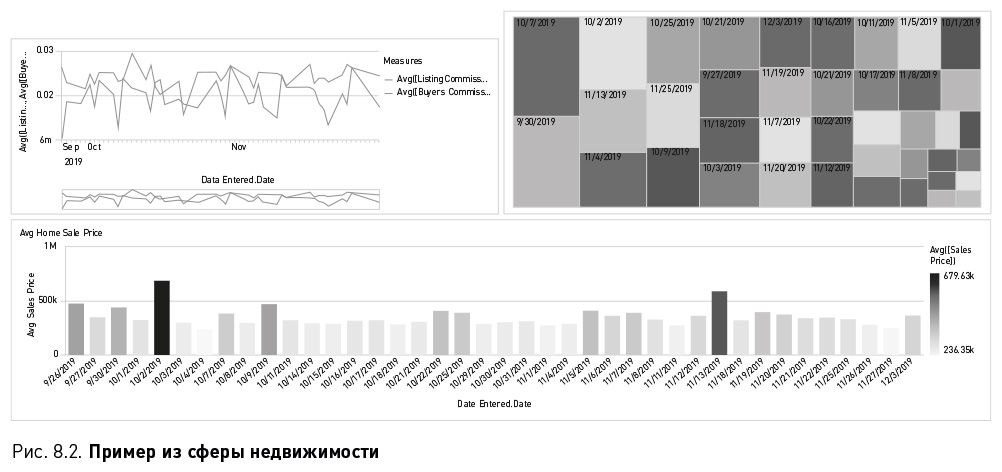 0.03
0.02
6m
Avg([Listin..., Avg([Buye...
Sep Oct Nov
2019
Data Entered.Date
Measures
Avg([Listing Commiss...
Avg([Buyers Commiss...
10/7/2019 10/2/2019 10/25/2019 10/21/2019 12/3/2019 10/16/2019 10/11/2019 11/5/2019 10/1/2019
9/27/2019 11/19/2019 10/21/2019 10/17/2019 11/8/2019
11/13/2019 11/25/2019
9/30/2019 11/18/2019 11/7/2019 10/22/2019
11/4/2019 10/9/2019 10/3/2019 11/20/2019 11/12/2019
Avg Home Sale Price
1M
500k
0
Avg Sales Price
9/26/2019 9/27/2019 9/30/2019 10/1/2019 10/2/2019 10/3/2019 10/4/2019 10/7/2019 10/8/2019 10/9/2019 10/11/2019 10/14/2019 10/15/2019 10/16/2019 10/17/2019 10/18/2019 10/21/2019 10/22/2019 10/25/2019 10/29/2019 10/30/2019 10/31/2019 11/1/2019 11/4/2019 11/5/2019 11/6/2019 11/7/2019 11/8/2019 11/11/2019 11/12/2019 11/13/2019 11/18/2019 11/19/2019 11/20/2019 11/21/2019 11/22/2019 11/25/2019 11/26/2019 11/27/2019 12/3/2019
Date Entered.Date
Avg([Sales
Price])
679.63k
236.35k
Рис. 8.2. Пример из сферы недвижимости